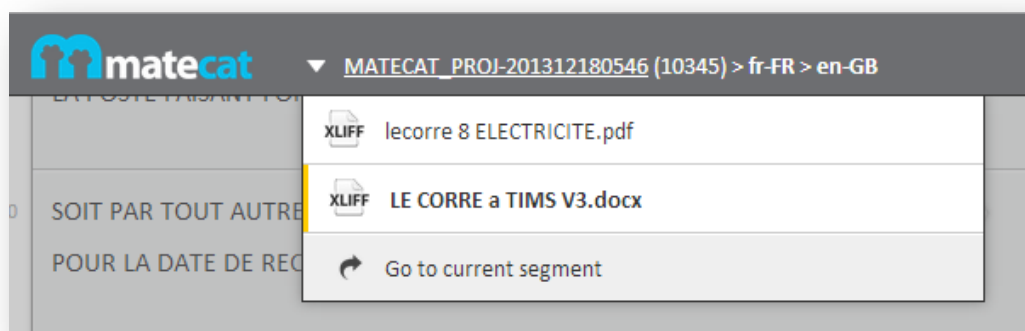 matecat ▼ MATECAT_PROJ-201312180546 (10345) > fr-FR > en-GB
XLIFF lecorre 8 ELECTRICITE.pdf
XLIFF LE CORRE a TIMS V3.docx
SOIT PAR TOUT AUTRE
POUR LA DATE DE REC
Go to current segment